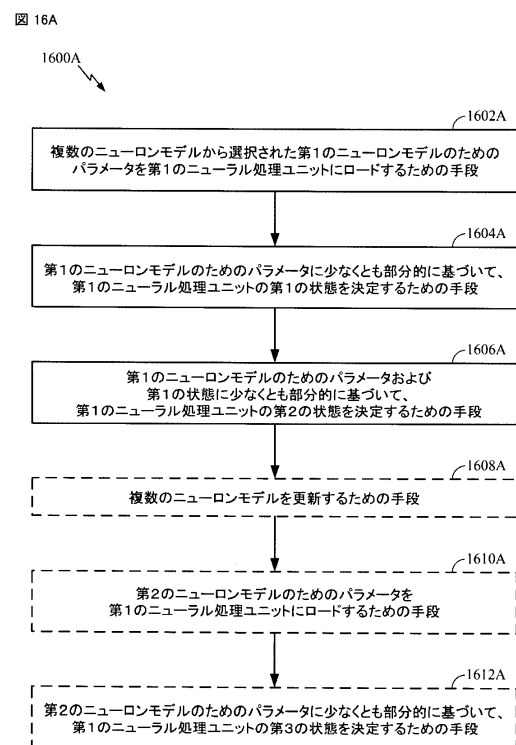 図 16A
1600A
1602A
複数のニューロンモデルから選択された第1のニューロンモデルのための
パラメータを第1のニューラル処理ユニットにロードするための手段
1604A
第1のニューロンモデルのためのパラメータに少なくとも部分的に基づいて、
第1のニューラル処理ユニットの第1の状態を決定するための手段
1606A
第1のニューロンモデルのためのパラメータおよび
第1の状態に少なくとも部分的に基づいて、
第1のニューラル処理ユニットの第2の状態を決定するための手段
1608A
複数のニューロンモデルを更新するための手段
1610A
第2のニューロンモデルのためのパラメータを
第1のニューラル処理ユニットにロードするための手段
1612A
第2のニューロンモデルのためのパラメータに少なくとも部分的に基づいて、
第1のニューラル処理ユニットの第3の状態を決定するための手段